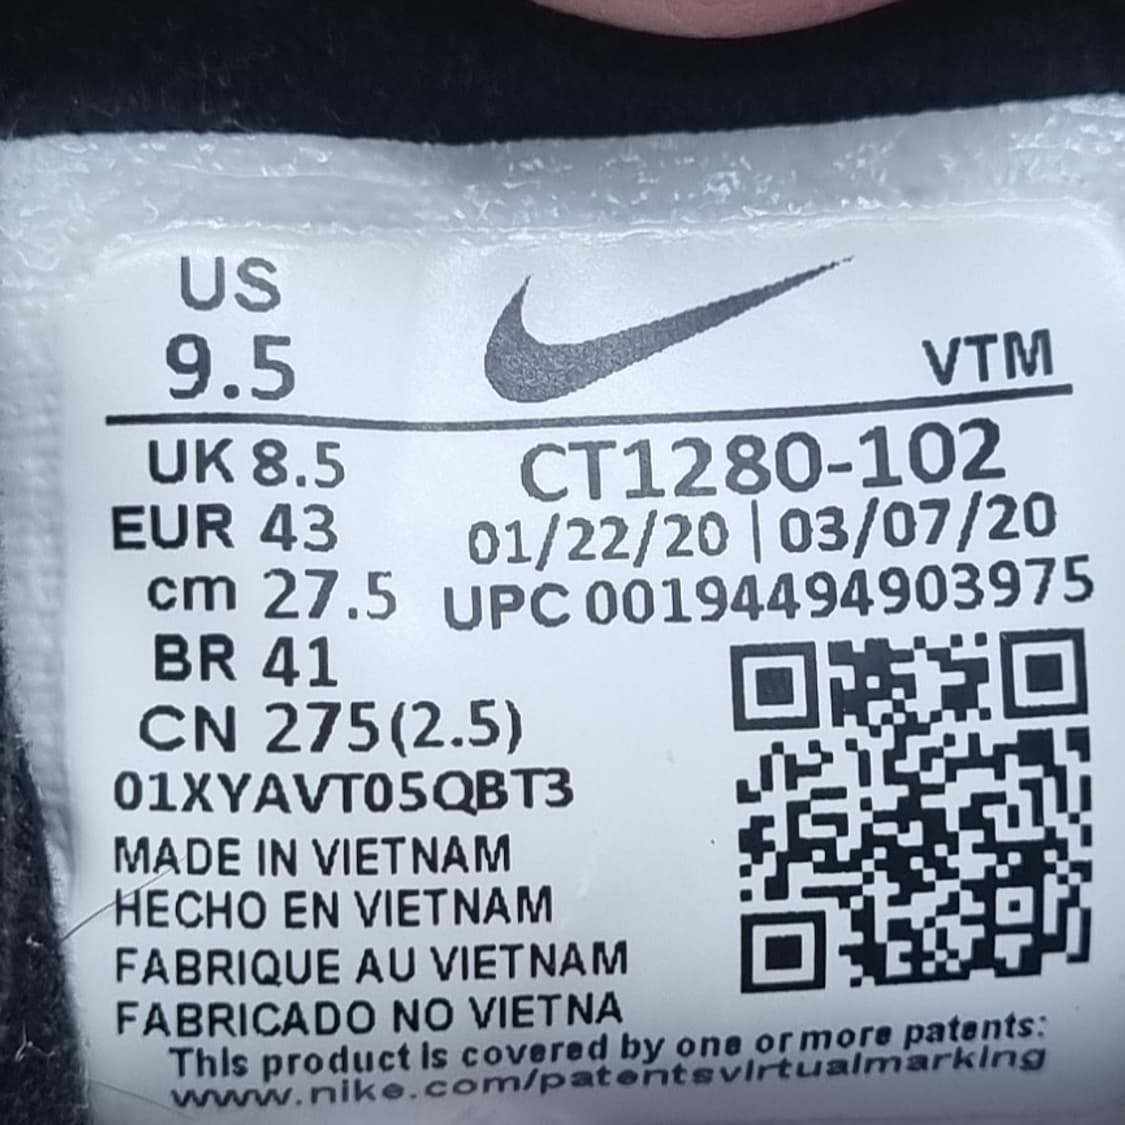 US
9.5
VTM
UK 8.5
CT1280-102
EUR 43
01/22/20 | 03/07/20
cm 27.5
UPC 00194494903975
BR 41
CN 275(2.5)
01XYAVT05QBT3
MADE IN VIETNAM
HECHO EN VIETNAM
FABRIQUE AU VIETNAM
FABRICADO NO VIETNA
This product is covered by one or more patents:
www.nike.com/patentsvirtualmarking